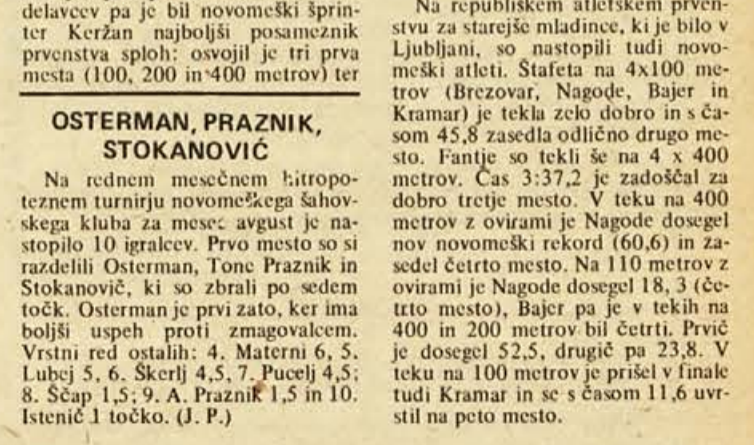 delavcev pa je bil novomeški šprin-
ter Keržan najboljši posameznik
prvenstva sploh: osvojil je tri prva
mesta (100, 200 in 400 metrov) ter
OSTERMAN, PRAZNIK,
STOKANOVIĆ
Na rednem mesečnem hitropo-
teznem turnirju novomeškega šahov-
skega kluba za mesec avgust je na-
stopilo 10 igralcev. Prvo mesto so si
razdelili Osterman, Tone Praznik in
Stokanovič, ki so zbrali po sedem
točk. Osterman je prvi zato, ker ima
boljši uspeh proti zmagovalcem.
Vrstni red ostalih: 4. Materni 6, 5.
Lubej 5, 6. Škerlj 4,5, 7. Pucelj 4,5;
8. Ščap 1,5; 9. A. Praznik 1,5 in 10.
Istenič 1 točko. (J. P.)
Na republiškem atletskem prven-
stvu za starejše mladince, ki je bilo v
Ljubljani, so nastopili tudi novo-
meški atleti. Štafeta na 4x100 me-
trov (Brezovar, Nagode, Bajer in
Kramar) je tekla zelo dobro in s ča-
som 45,8 zasedla odlično drugo me-
sto. Fantje so tekli še na 4 x 400
metrov. Čas 3:37,2 je zadoščal za
dobro tretje mesto. V teku na 400
metrov z ovirami je Nagode dosegel
nov novomeški rekord (60,6) in za-
sedel četrto mesto. Na 110 metrov z
ovirami je Nagode dosegel 18, 3 (če-
trto mesto), Bajer pa je v tekih na
400 in 200 metrov bil četrti. Prvič
je dosegel 52,5, drugič pa 23,8. V
teku na 100 metrov je prišel v finale
tudi Kramar in se s časom 11,6 uvr-
stil na peto mesto.